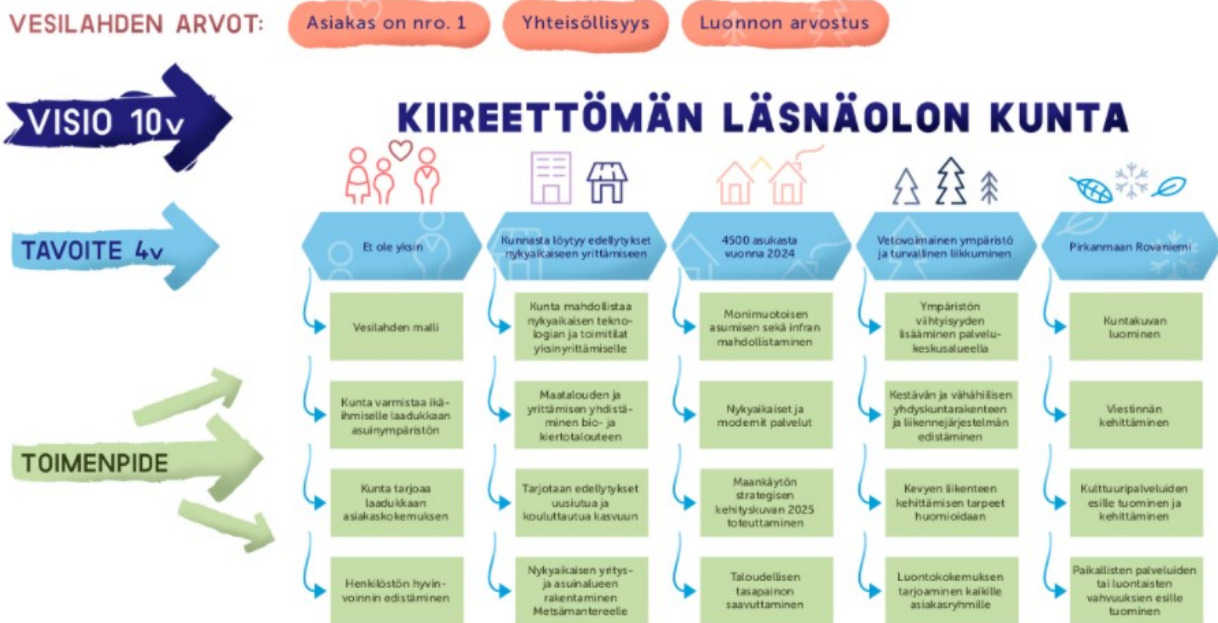 VESILAHDEN ARVOT:
Asiakas on nro. 1
Yhteisöllisyys
Luonnon arvostus
VISIO 10v
KIIREETTÖMÄN LÄSNÄOLON KUNTA
TAVOITE 4v
Et ole yksin
Kunnasta löytyy edellytykset
nykyaikaiseen yrittämiseen
4500 asukasta
vuonna 2024
Vetovoimainen ympäristö
ja turvallinen liikkuminen
Pirkanmaan Rovaniemi
TOIMENPIDE
Vesilahden malli
Kunta mahdollistaa
nykyaikaisen tekno-
logian ja toimitilat
yksinyrittämiselle
Monimuotoisen
asumisen sekä infran
mahdollistaminen
Ympäristön
viihtyisyyden
lisääminen palvelu-
keskusalueella
Kuntakuvan
luominen
Kunta varmistaa ikä-
ihmiselle laadukkaan
asuinympäristön
Maatalouden ja
yrittämisen yhdistä-
minen bio- ja
kiertotalouteen
Nykyaikaiset ja
modernit palvelut
Kestävän ja vähähiilisen
yhdyskuntarakenteen
ja liikennejärjestelmän
edistäminen
Viestinnän
kehittäminen
Kunta tarjoaa
laadukkaan
asiakaskokemuksen
Tarjotaan edellytykset
uusiutua ja
kouluttautua kasvuun
Maankäytön
strategisen
kehityskuvan 2025
toteuttaminen
Kevyen liikenteen
kehittämisen tarpeet
huomioidaan
Kulttuuripalveluiden
esille tuominen ja
kehittäminen
Henkilöstön hyvin-
voinnin edistäminen
Nykyaikaisen yritys-
ja asuinalueen
rakentaminen
Metsämantereelle
Taloudellisen
tasapainon
saavuttaminen
Luontokokemuksen
tarjoaminen kaikille
asiakasryhmille
Paikallisten palveluiden
tai luontaisten
vahvuuksien esille
tuominen